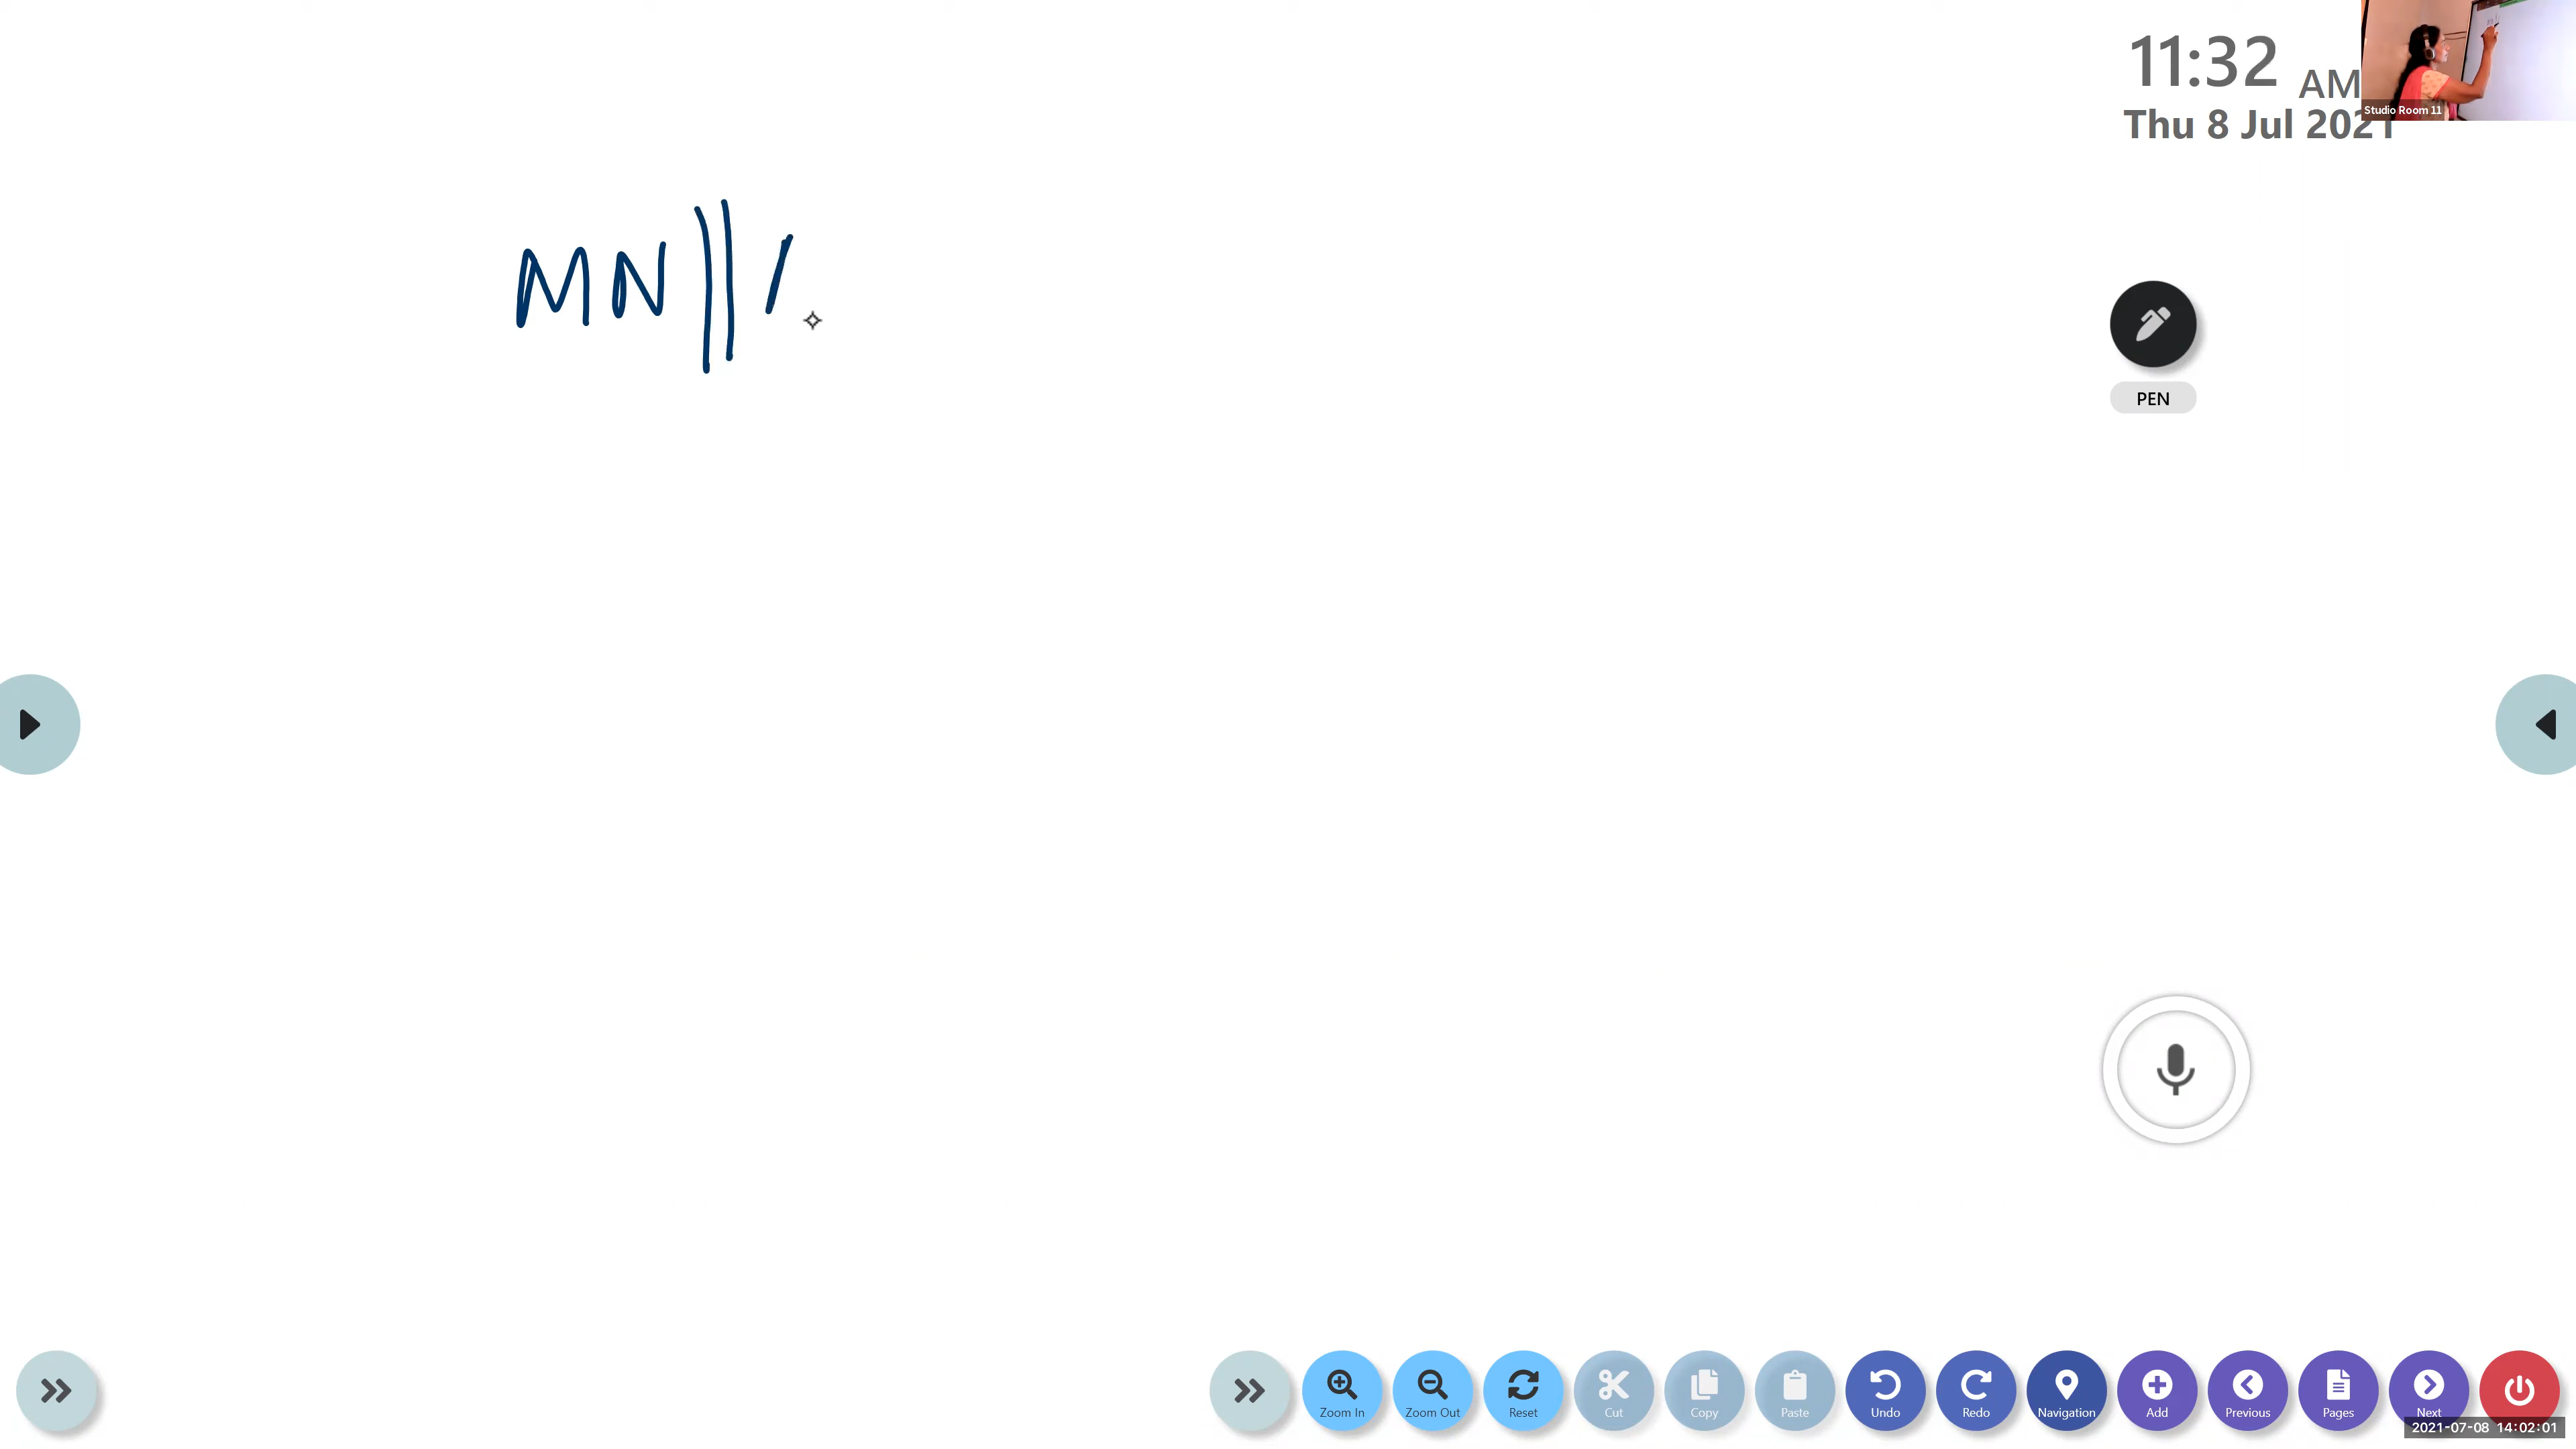 11:32 AM
Studio Room 11
Thu 8 Jul 2021
MN ||
PEN
Zoom In
Zoom Out
Reset
Cut
Copy
Paste
Undo
Redo
Navigation
Add
Previous
Pages
Next
2021-07-08 14:02:01